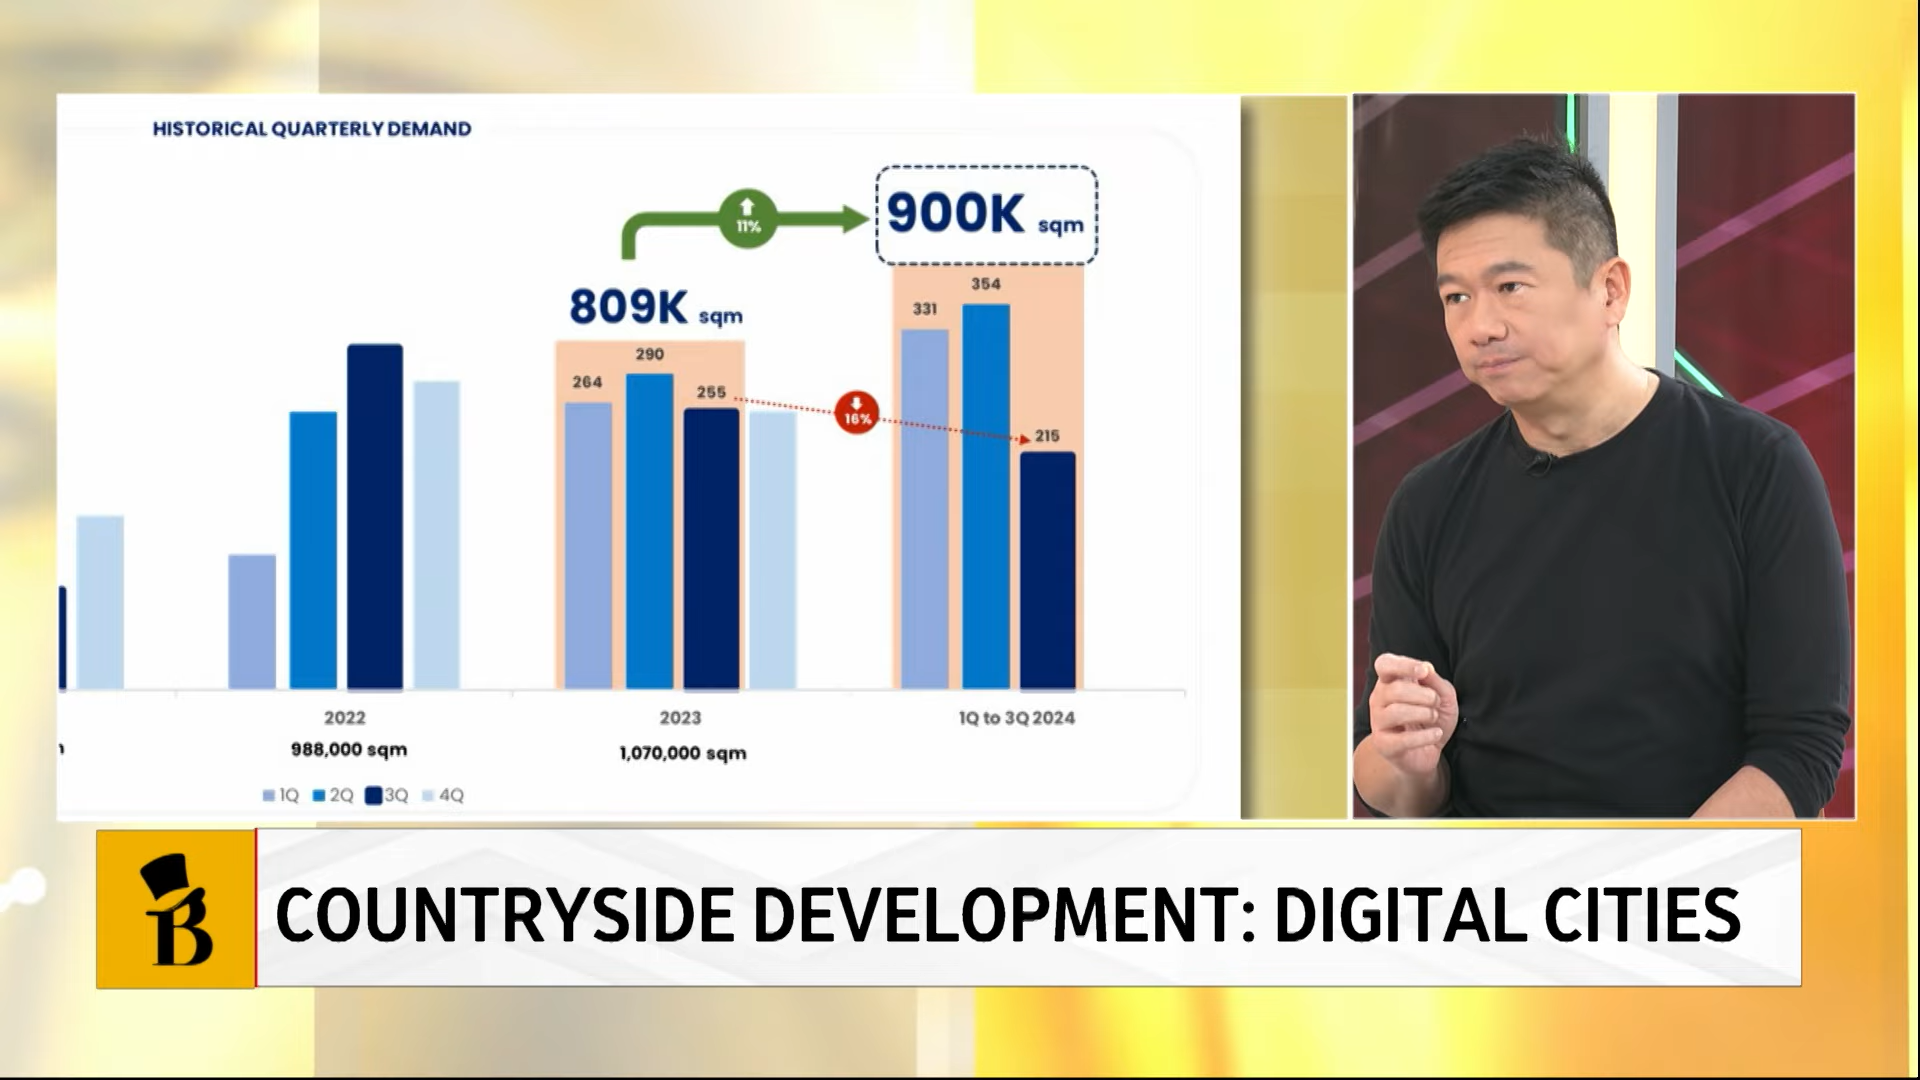 HISTORICAL QUARTERLY DEMAND
900K sqm
11%
809K sqm
354
331
290
264
255
16%
215
2022
2023
1Q to 3Q 2024
988,000 sqm
1,070,000 sqm
1Q 2Q 3Q 4Q
B
COUNTRYSIDE DEVELOPMENT: DIGITAL CITIES